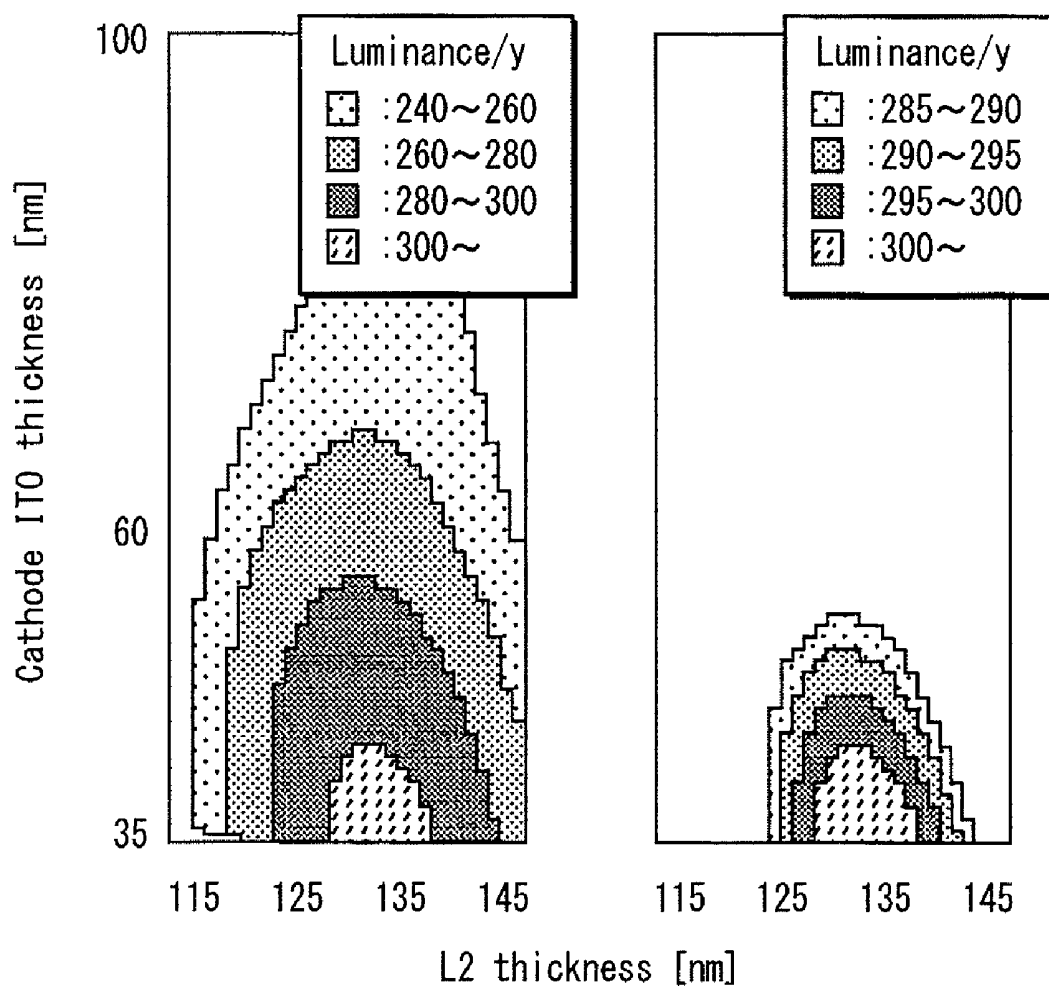 100
60
35
Cathode ITO thickness [nm]
Luminance/y
:240～260
:260～280
:280～300
:300～
115 125 135 145
Luminance/y
:285～290
:290～295
:295～300
:300～
115 125 135 145
L2 thickness [nm]